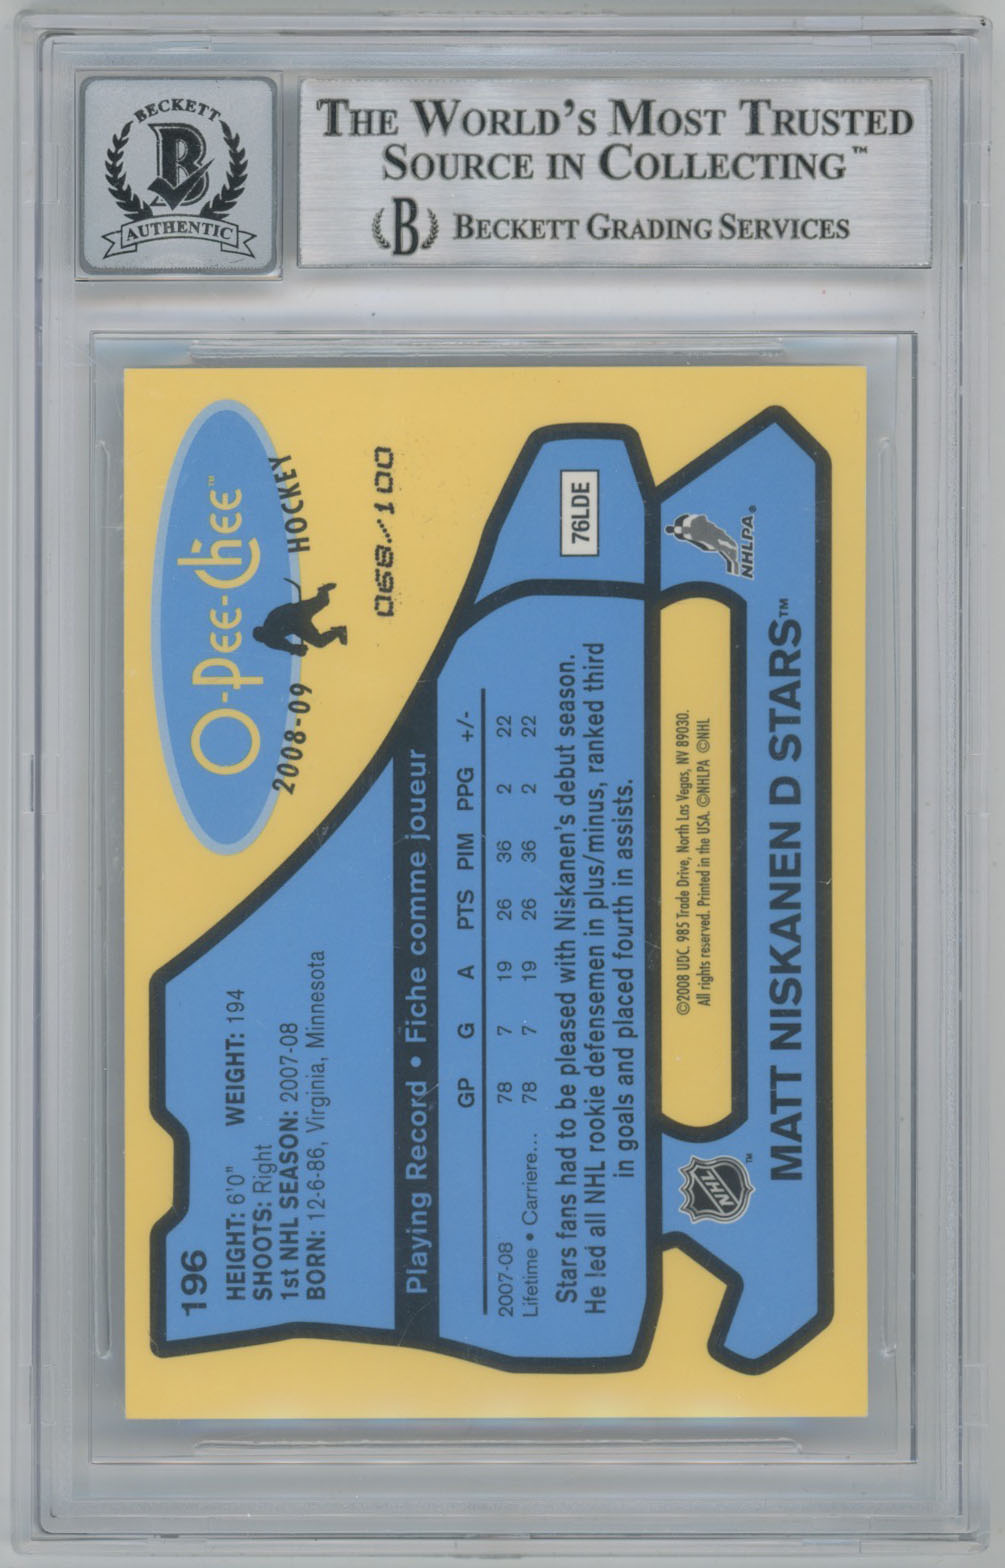 BECKETT
B
AUTHENTIC
THE WORLD'S MOST TRUSTED
SOURCE IN COLLECTING™
B BECKETT GRADING SERVICES
O-Pee-Chee™
2008-09 HOCKEY
068/100
196
HEIGHT: 6'0" WEIGHT: 194
SHOOTS: Right
1st NHL SEASON: 2007-08
BORN: 12-6-86, Virginia, Minnesota
Playing Record • Fiche comme joueur
GP G A PTS PIM PPG +/-
2007-08 78 7 19 26 36 2 22
Lifetime • Carriere... 78 7 19 26 36 2 22
Stars fans had to be pleased with Niskanen's debut season.
He led all NHL rookie defensemen in plus/minus, ranked third
in goals and placed fourth in assists.
76LDE
©2008 UDC. 985 Trade Drive, North Las Vegas, NV 89030.
All rights reserved. Printed in the USA. ©NHLPA ©NHL
NHL™
NHLPA®
MATT NISKANEN D STARS™